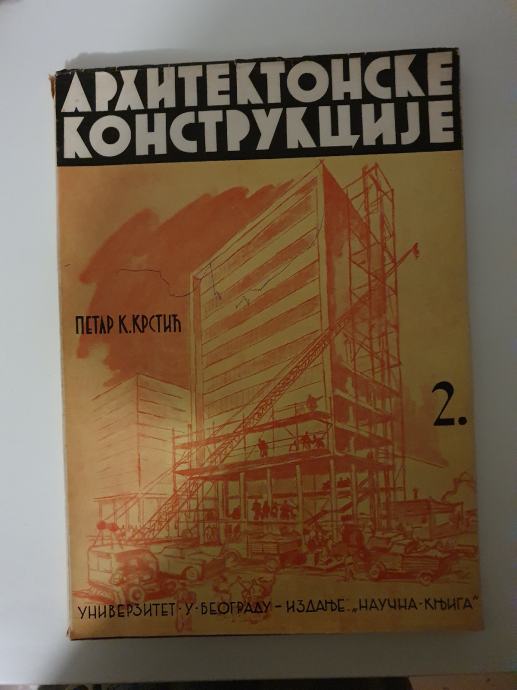 АРХИТЕКТОНСКЕ
КОНСТРУКЦИЈЕ
ПЕТАР К. КРСТИЋ
2.
УНИВЕРЗИТЕТ · У · БЕОГРАДУ – ИЗДАЊЕ: „НАУЧНА - КЊИГА"